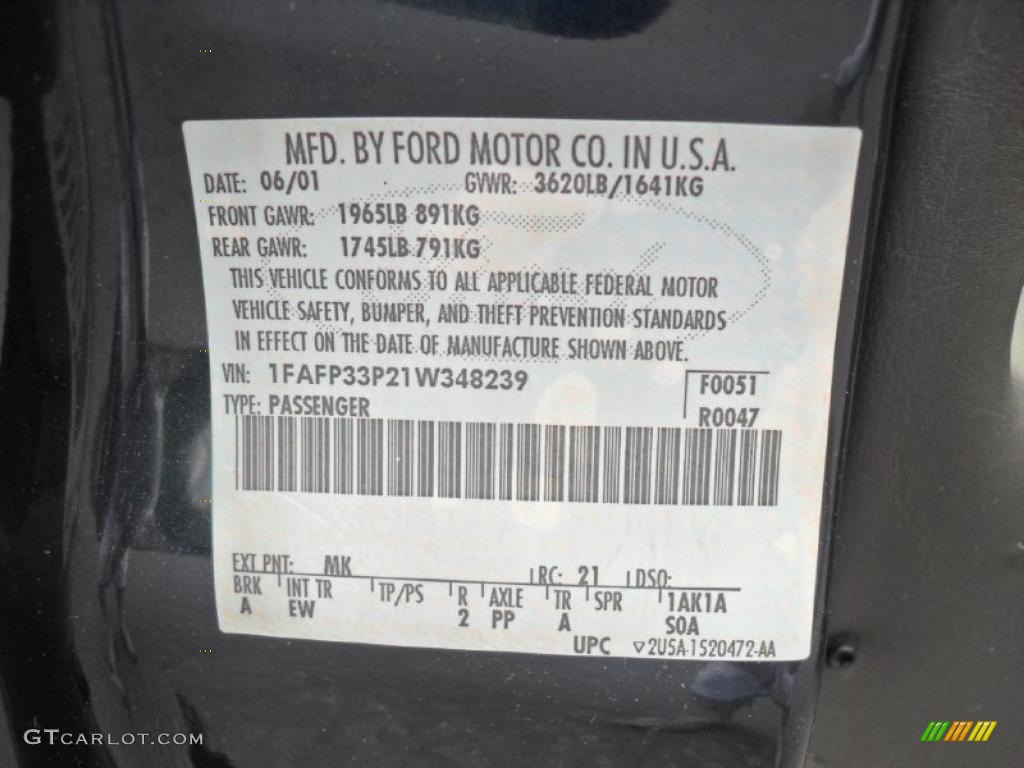 MFD. BY FORD MOTOR CO. IN U.S.A.
DATE: 06/01 GVWR: 3620LB/1641KG
FRONT GAWR: 1965LB 891KG
REAR GAWR: 1745LB 791KG
THIS VEHICLE CONFORMS TO ALL APPLICABLE FEDERAL MOTOR
VEHICLE SAFETY, BUMPER, AND THEFT PREVENTION STANDARDS
IN EFFECT ON THE DATE OF MANUFACTURE SHOWN ABOVE.
VIN: 1FAFP33P21W348239 F0051
TYPE: PASSENGER R0047
EXT PNT: MK RC: 21 DSO:
BRK INT TR TP/PS R AXLE TR SPR 1AK1A
A EW 2 PP A S0A
UPC ▽2U5A-1520472-AA
GTCARLOT.COM